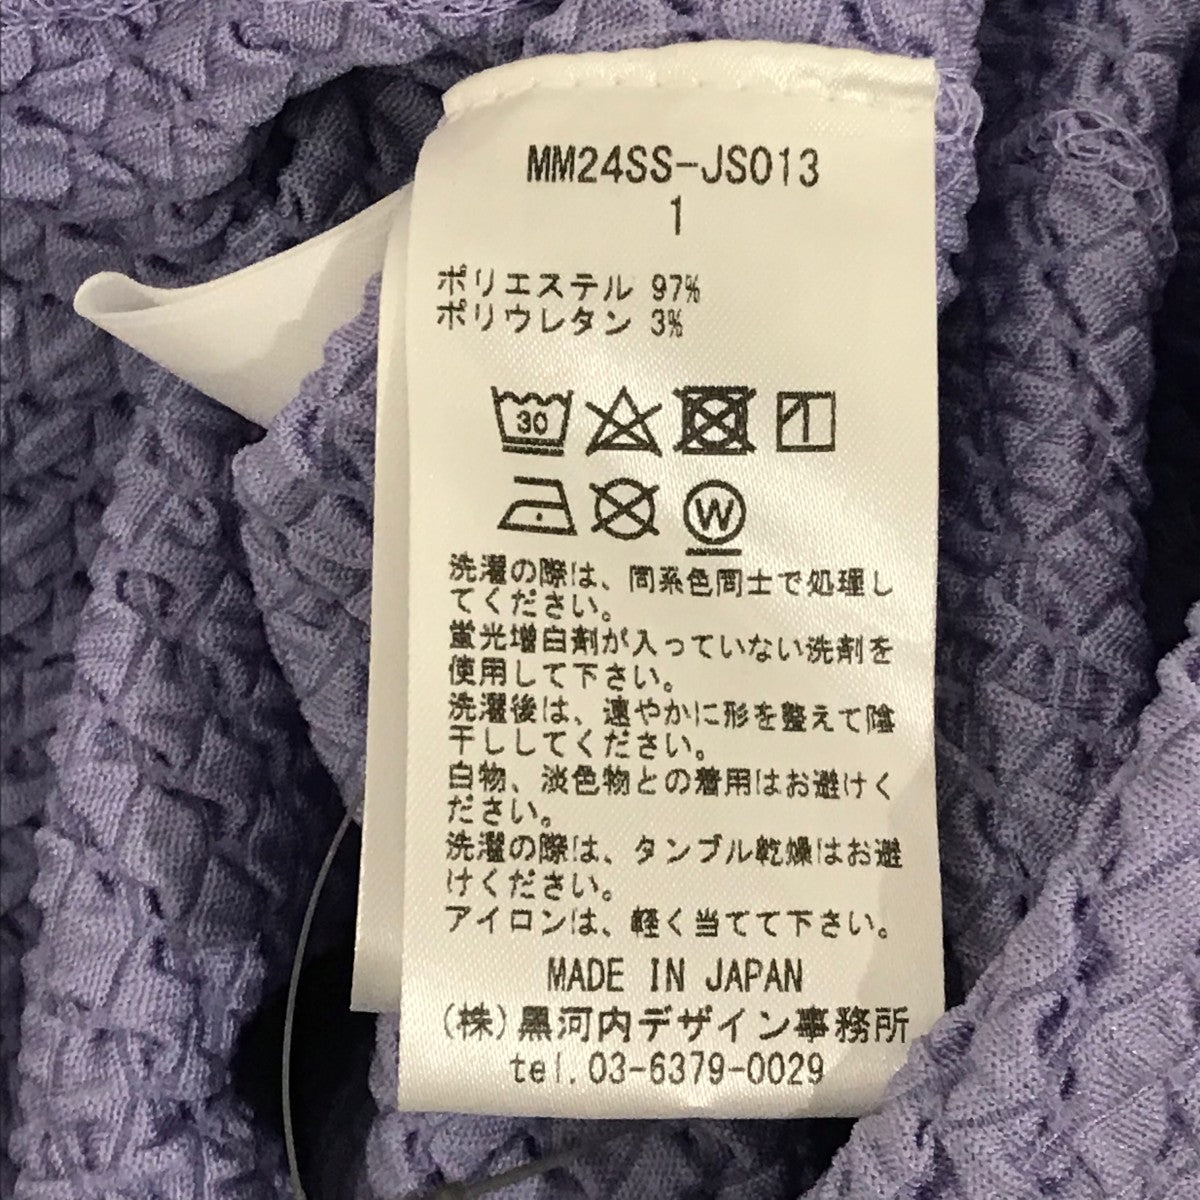 MM24SS-JS013
1
ポリエステル 97%
ポリウレタン 3%
30
W
洗濯の際は、同系色同士で処理し
てください。
蛍光増白剤が入っていない洗剤を
使用して下さい。
洗濯後は、速やかに形を整えて陰
干ししてください。
白物、淡色物との着用はお避けく
ださい。
洗濯の際は、タンブル乾燥はお避
けください。
アイロンは、軽く当てて下さい。
MADE IN JAPAN
(株)黒河内デザイン事務所
tel.03-6379-0029